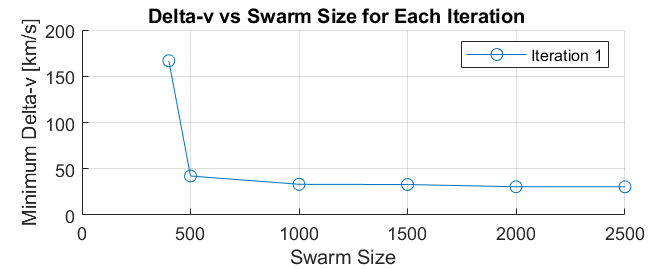 Delta-v vs Swarm Size for Each Iteration
Minimum Delta-v [km/s]
200
150
100
50
0
Iteration 1
0 500 1000 1500 2000 2500
Swarm Size